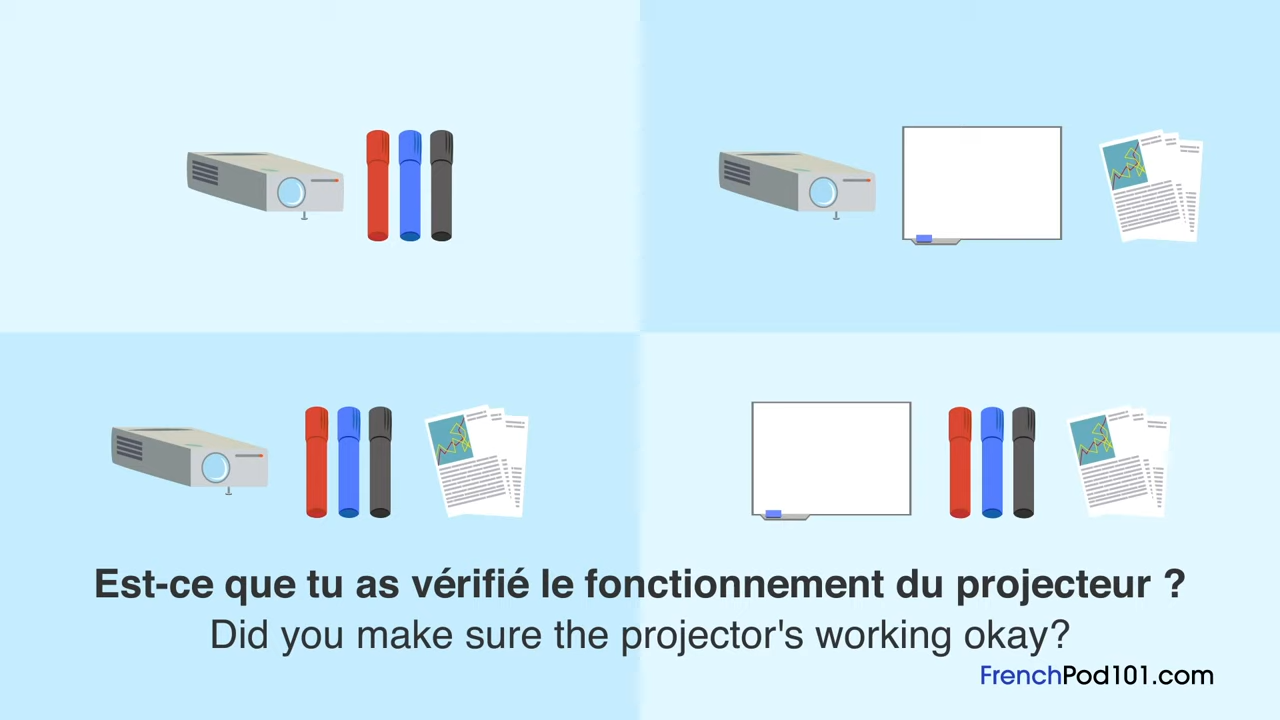 Est-ce que tu as vérifié le fonctionnement du projecteur ?
Did you make sure the projector's working okay?
FrenchPod101.com